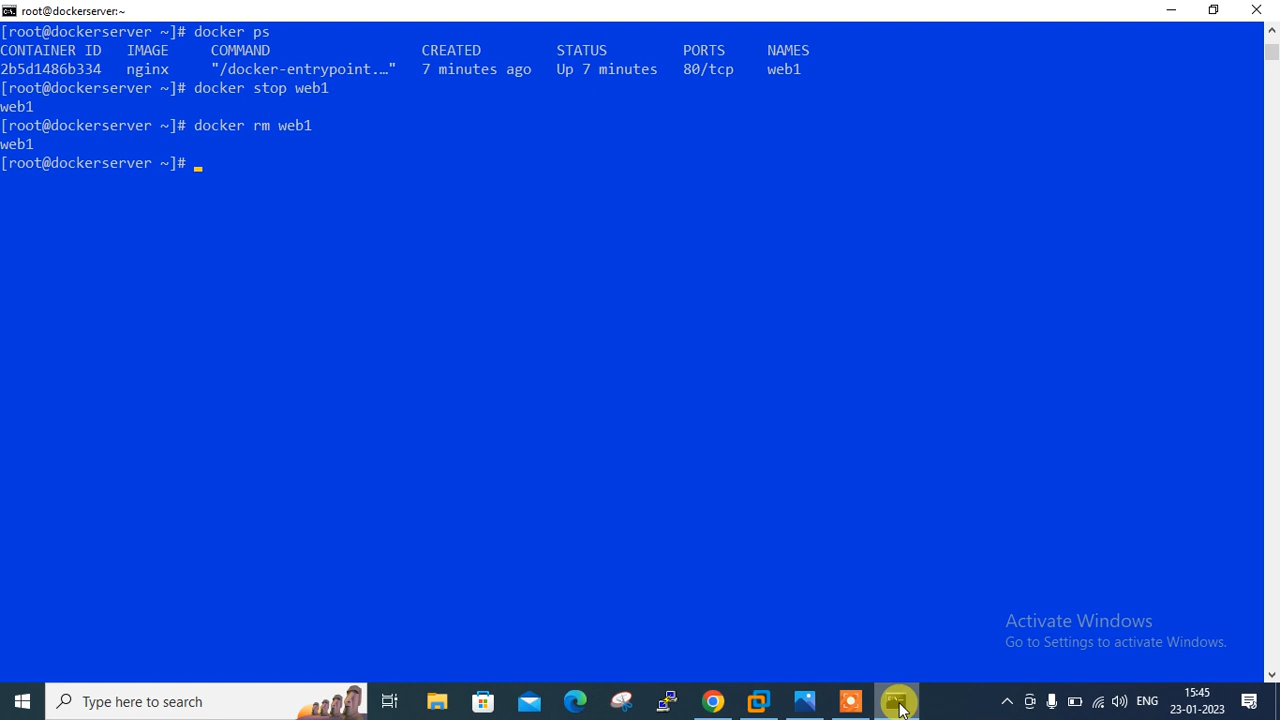 root@dockerserver:~
[root@dockerserver ~]# docker ps
CONTAINER ID   IMAGE     COMMAND                  CREATED         STATUS         PORTS     NAMES
2b5d1486b334   nginx     "/docker-entrypoint.…"   7 minutes ago   Up 7 minutes   80/tcp    web1
[root@dockerserver ~]# docker stop web1
web1
[root@dockerserver ~]# docker rm web1
web1
[root@dockerserver ~]#
Activate Windows
Go to Settings to activate Windows.
Type here to search
ENG
15:45
23-01-2023